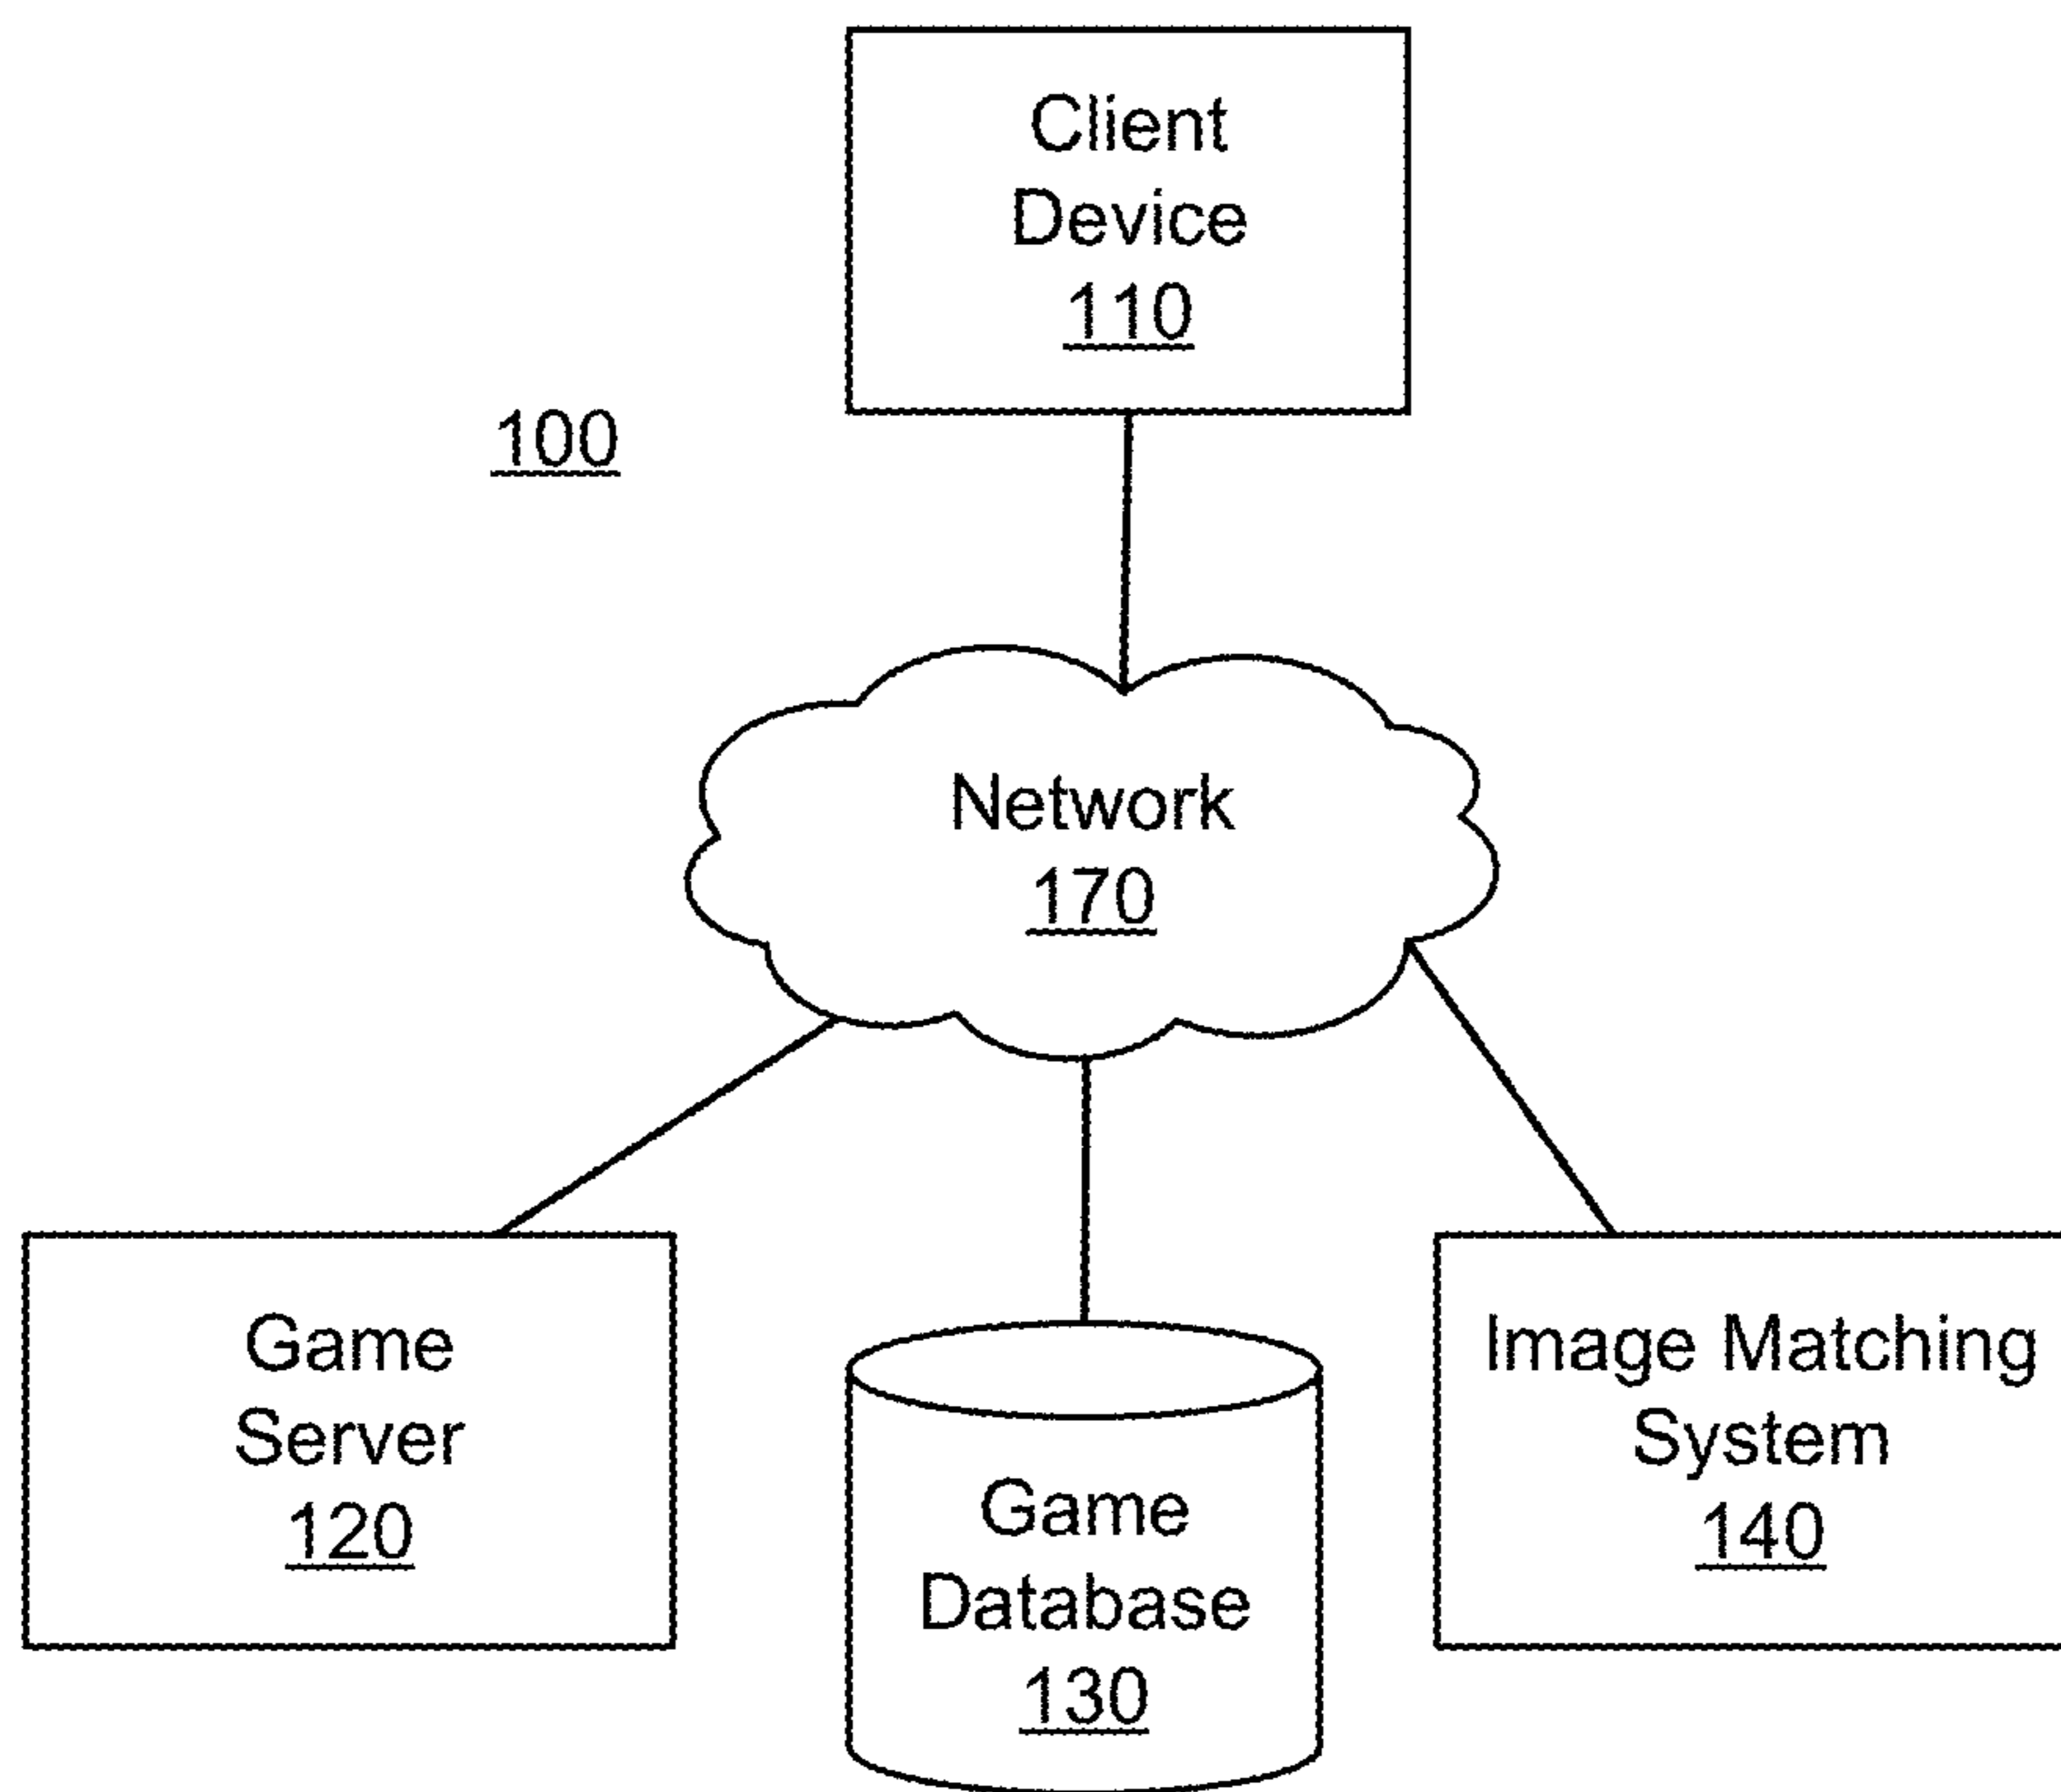 Client
Device
110
100
Network
170
Game
Server
120
Game
Database
130
Image Matching
System
140